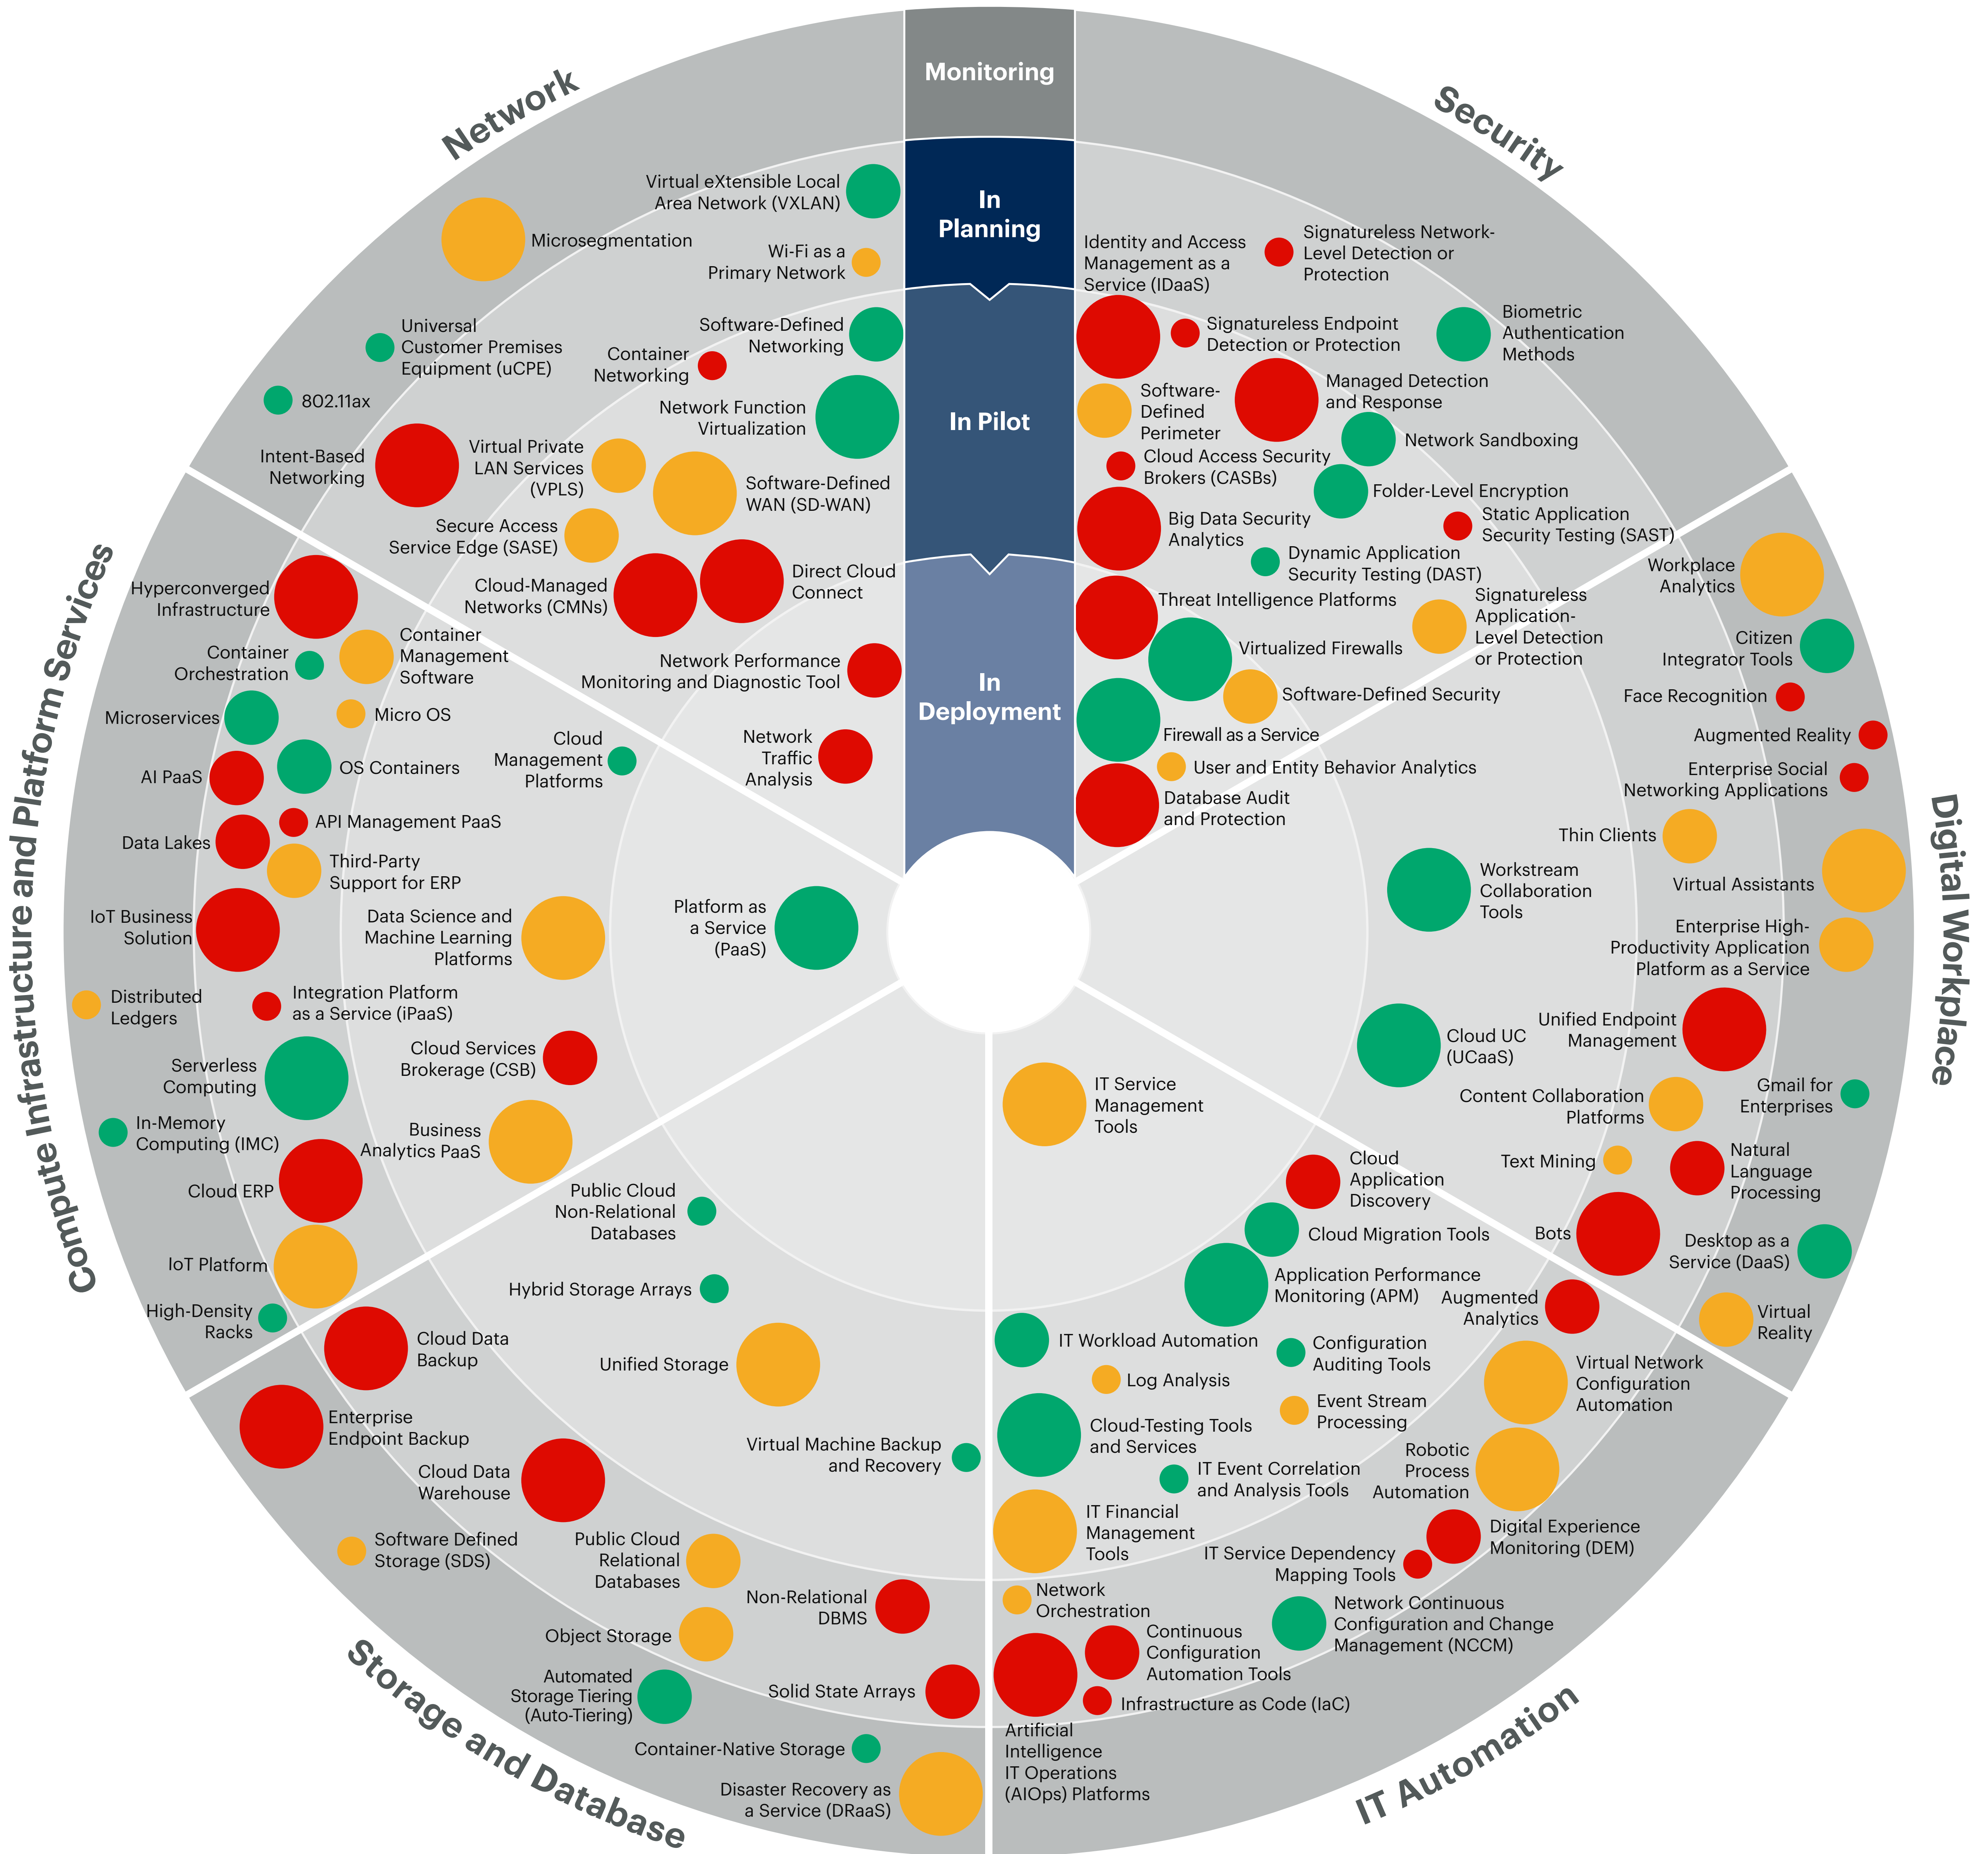 Monitoring
In
Planning
In Pilot
In
Deployment
Network
Virtual eXtensible Local
Area Network (VXLAN)
Microsegmentation
Wi-Fi as a
Primary Network
Universal
Customer Premises
Equipment (uCPE)
Software-Defined
Networking
Container
Networking
802.11ax
Network Function
Virtualization
Intent-Based
Networking
Virtual Private
LAN Services
(VPLS)
Software-Defined
WAN (SD-WAN)
Secure Access
Service Edge (SASE)
Cloud-Managed
Networks (CMNs)
Direct Cloud
Connect
Network Performance
Monitoring and Diagnostic Tool
Network
Traffic
Analysis
Security
Identity and Access
Management as a
Service (IDaaS)
Signatureless Network-
Level Detection or
Protection
Signatureless Endpoint
Detection or Protection
Biometric
Authentication
Methods
Software-
Defined
Perimeter
Managed Detection
and Response
Network Sandboxing
Cloud Access Security
Brokers (CASBs)
Folder-Level Encryption
Big Data Security
Analytics
Static Application
Security Testing (SAST)
Dynamic Application
Security Testing (DAST)
Threat Intelligence Platforms
Signatureless
Application-
Level Detection
or Protection
Virtualized Firewalls
Software-Defined Security
Firewall as a Service
User and Entity Behavior Analytics
Database Audit
and Protection
Digital Workplace
Workplace
Analytics
Citizen
Integrator Tools
Face Recognition
Augmented Reality
Enterprise Social
Networking Applications
Thin Clients
Workstream
Collaboration
Tools
Virtual Assistants
Enterprise High-
Productivity Application
Platform as a Service
Unified Endpoint
Management
Cloud UC
(UCaaS)
Content Collaboration
Platforms
Gmail for
Enterprises
Text Mining
Natural
Language
Processing
Bots
Desktop as a
Service (DaaS)
Virtual
Reality
Cloud
Application
Discovery
IT Automation
IT Service
Management
Tools
Cloud Migration Tools
Application Performance
Monitoring (APM)
Augmented
Analytics
IT Workload Automation
Configuration
Auditing Tools
Log Analysis
Virtual Network
Configuration
Automation
Event Stream
Processing
Cloud-Testing Tools
and Services
Robotic
Process
Automation
IT Event Correlation
and Analysis Tools
IT Financial
Management
Tools
Digital Experience
Monitoring (DEM)
IT Service Dependency
Mapping Tools
Network
Orchestration
Network Continuous
Configuration and Change
Management (NCCM)
Continuous
Configuration
Automation Tools
Infrastructure as Code (IaC)
Artificial
Intelligence
IT Operations
(AIOps) Platforms
Storage and Database
Public Cloud
Non-Relational
Databases
Hybrid Storage Arrays
Cloud Data
Backup
Unified Storage
Enterprise
Endpoint Backup
Virtual Machine Backup
and Recovery
Cloud Data
Warehouse
Software Defined
Storage (SDS)
Public Cloud
Relational
Databases
Non-Relational
DBMS
Object Storage
Automated
Storage Tiering
(Auto-Tiering)
Solid State Arrays
Container-Native Storage
Disaster Recovery as
a Service (DRaaS)
Compute Infrastructure and Platform Services
Hyperconverged
Infrastructure
Container
Management
Software
Container
Orchestration
Microservices
Micro OS
Cloud
Management
Platforms
AI PaaS
OS Containers
API Management PaaS
Data Lakes
Third-Party
Support for ERP
IoT Business
Solution
Data Science and
Machine Learning
Platforms
Platform as
a Service
(PaaS)
Distributed
Ledgers
Integration Platform
as a Service (iPaaS)
Cloud Services
Brokerage (CSB)
Serverless
Computing
In-Memory
Computing (IMC)
Business
Analytics PaaS
Cloud ERP
IoT Platform
High-Density
Racks